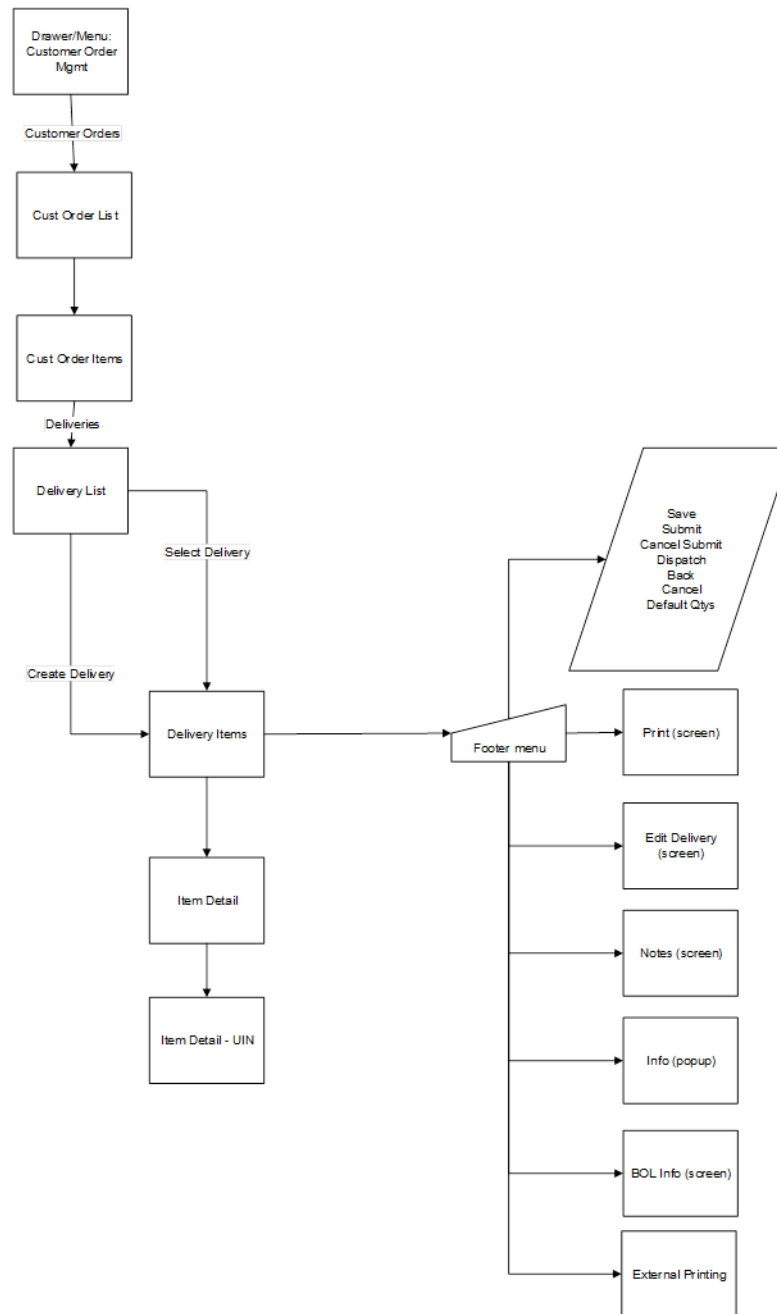 Drawer/Menu:
Customer Order
Mgmt
Customer Orders
Cust Order List
Cust Order Items
Deliveries
Delivery List
Select Delivery
Create Delivery
Delivery Items
Item Detail
Item Detail - UIN
Footer menu
Save
Submit
Cancel Submit
Dispatch
Back
Cancel
Default Qtys
Print (screen)
Edit Delivery
(screen)
Notes (screen)
Info (popup)
BOL Info (screen)
External Printing